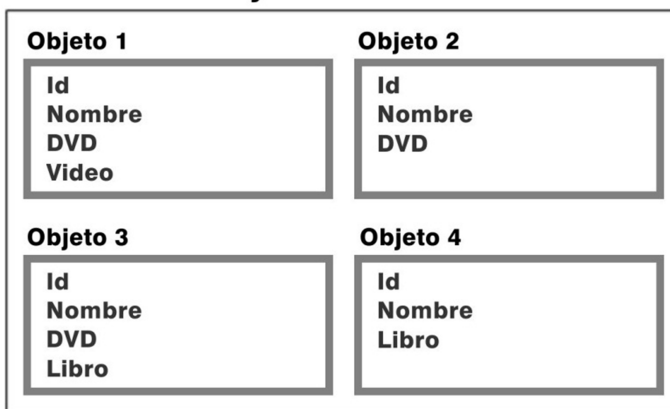 Objeto 1
Id
Nombre
DVD
Video
Objeto 2
Id
Nombre
DVD
Objeto 3
Id
Nombre
DVD
Libro
Objeto 4
Id
Nombre
Libro